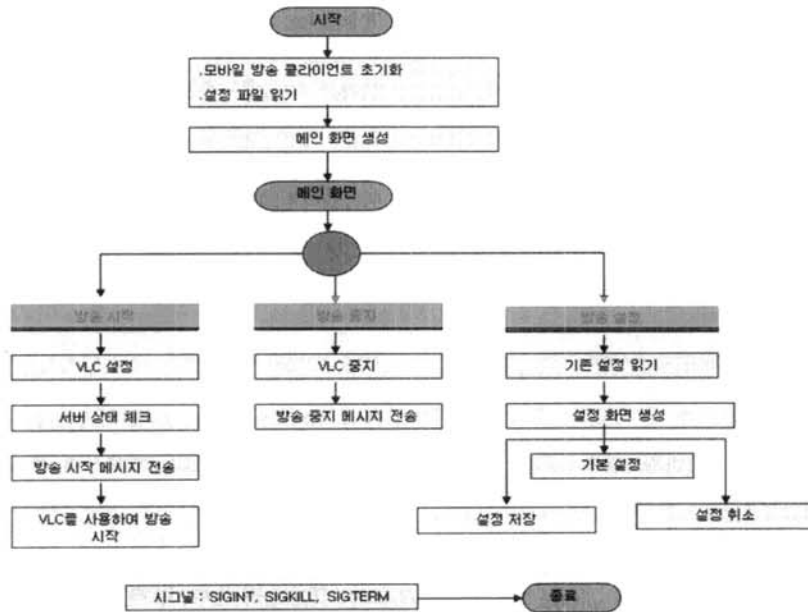 시작
.모바일 방송 클라이언트 초기화
.설정 파일 읽기
메인 화면 생성
메인 화면
방송 시작
방송 중지
방송 설정
VLC 설정
VLC 중지
기존 설정 읽기
서버 상태 체크
방송 중지 메시지 전송
설정 화면 생성
방송 시작 메시지 전송
기본 설정
VLC를 사용하여 방송
시작
설정 저장
설정 취소
시그널 : SIGINT, SIGKILL, SIGTERM
종료